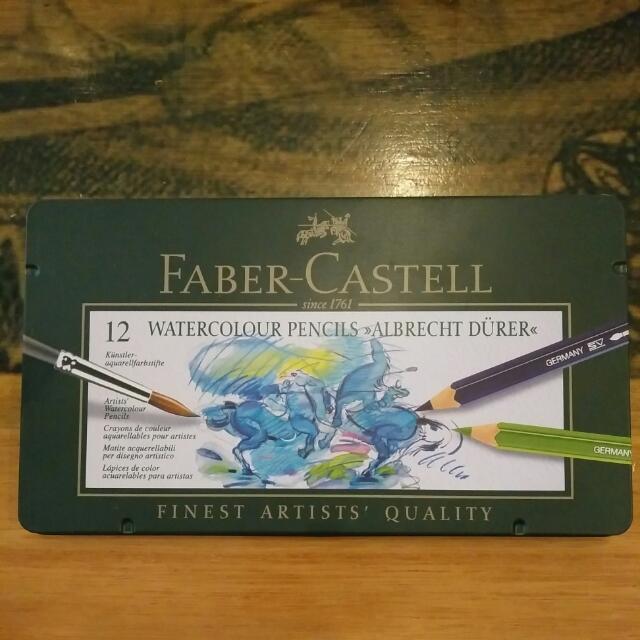 FABER-CASTELL
since 1761
12 WATERCOLOUR PENCILS »ALBRECHT DÜRER«
Künstler-
aquarellfarbstifte
Artists'
Watercolour
Pencils
Crayons de couleur
aquarellables pour artistes
Matite acquerellabili
per disegno artistico
Lápices de color
acuarelables para artistas
GERMANY SV
GERMANY
FINEST ARTISTS' QUALITY